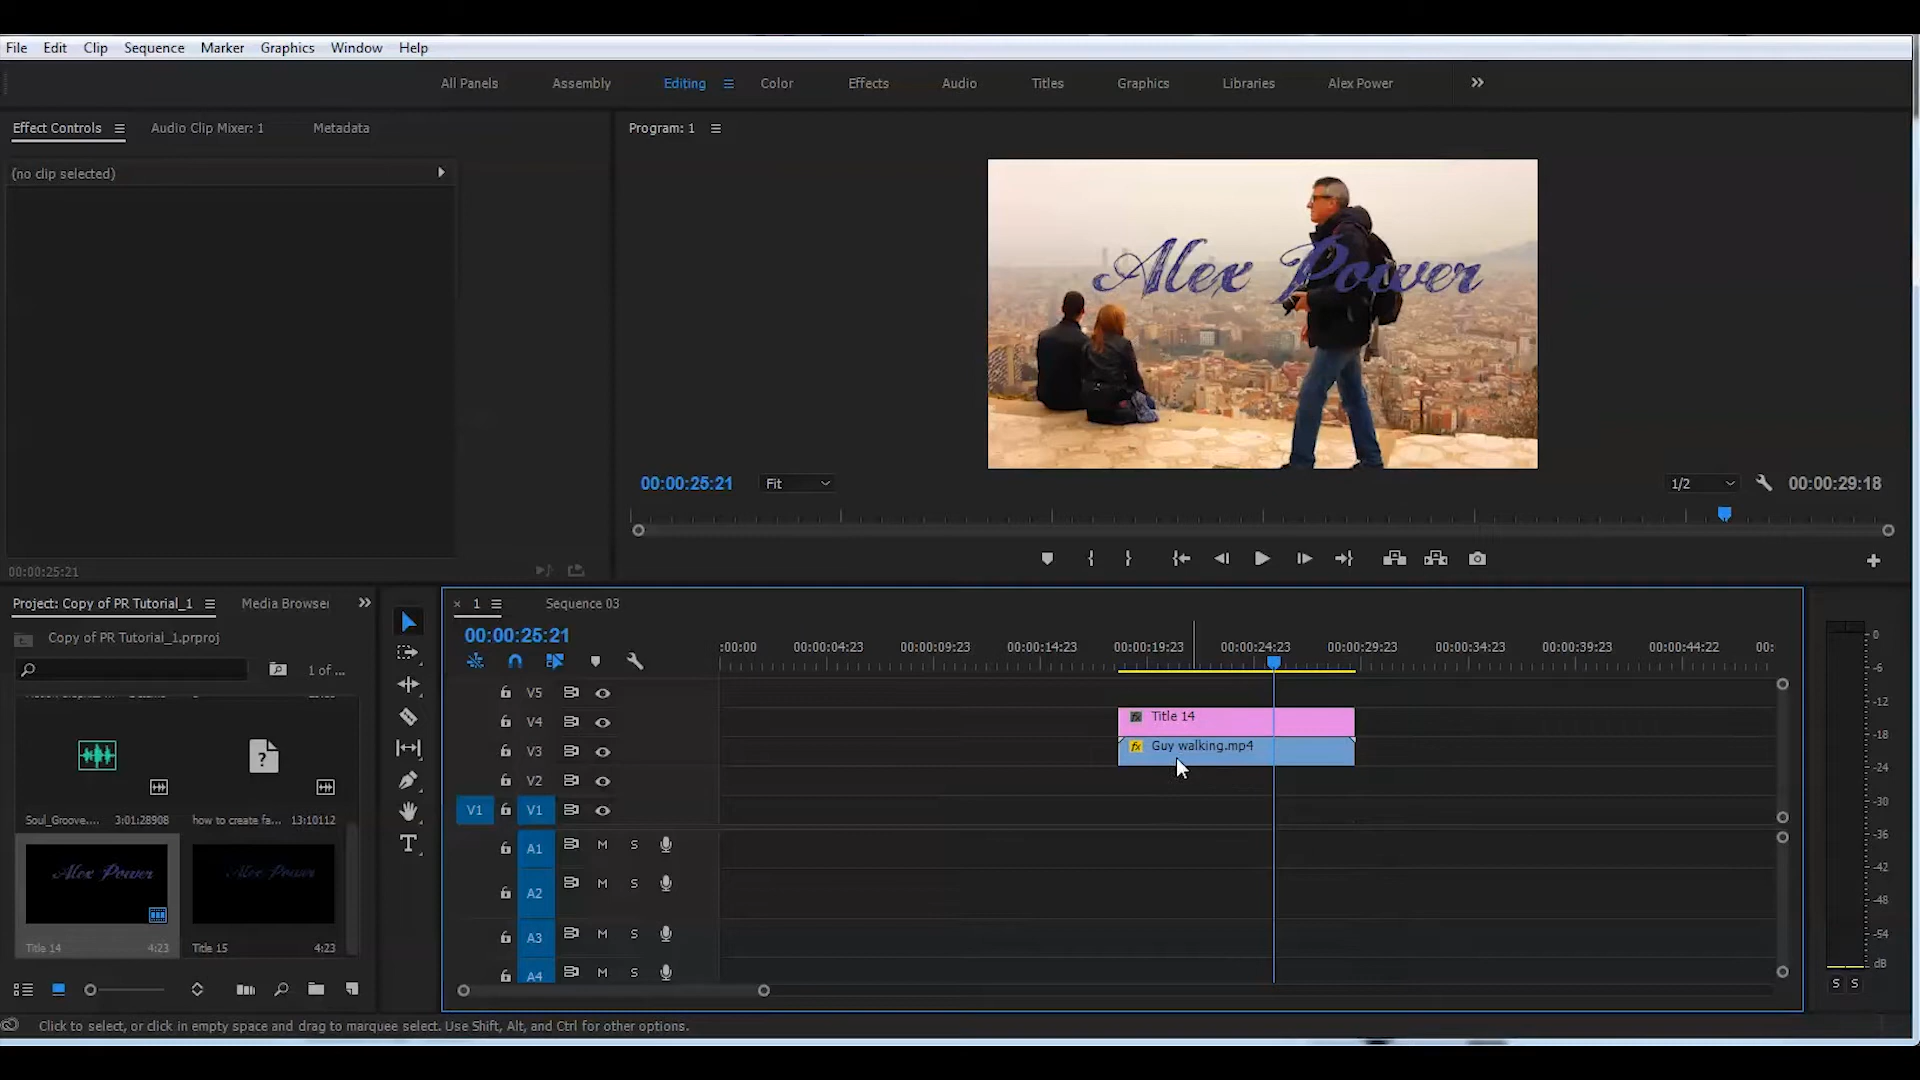 File Edit Clip Sequence Marker Graphics Window Help
All Panels Assembly Editing Color Effects Audio Titles Graphics Libraries Alex Power
Effect Controls Audio Clip Mixer: 1 Metadata
Program: 1
(no clip selected)
Alex Power
00:00:25:21 Fit 1/2 00:00:29:18
00:00:25:21
Project: Copy of PR Tutorial_1 Media Browser
Copy of PR Tutorial_1.prproj
1 of ...
Soul_Groove.... 3:01:28908 how to create fa... 13:10112
Alex Power Alex Power
Title 14 4:23 Title 15 4:23
1 Sequence 03
00:00:25:21
:00:00 00:00:04:23 00:00:09:23 00:00:14:23 00:00:19:23 00:00:24:23 00:00:29:23 00:00:34:23 00:00:39:23 00:00:44:22 00:
V5
V4 fx Title 14
V3 fx Guy walking.mp4
V2
V1 V1
A1 M S
A2 M S
A3 M S
A4 M S
0
-6
-12
-18
-24
-30
-36
-42
-48
-54
dB
S S
Click to select, or click in empty space and drag to marquee select. Use Shift, Alt, and Ctrl for other options.